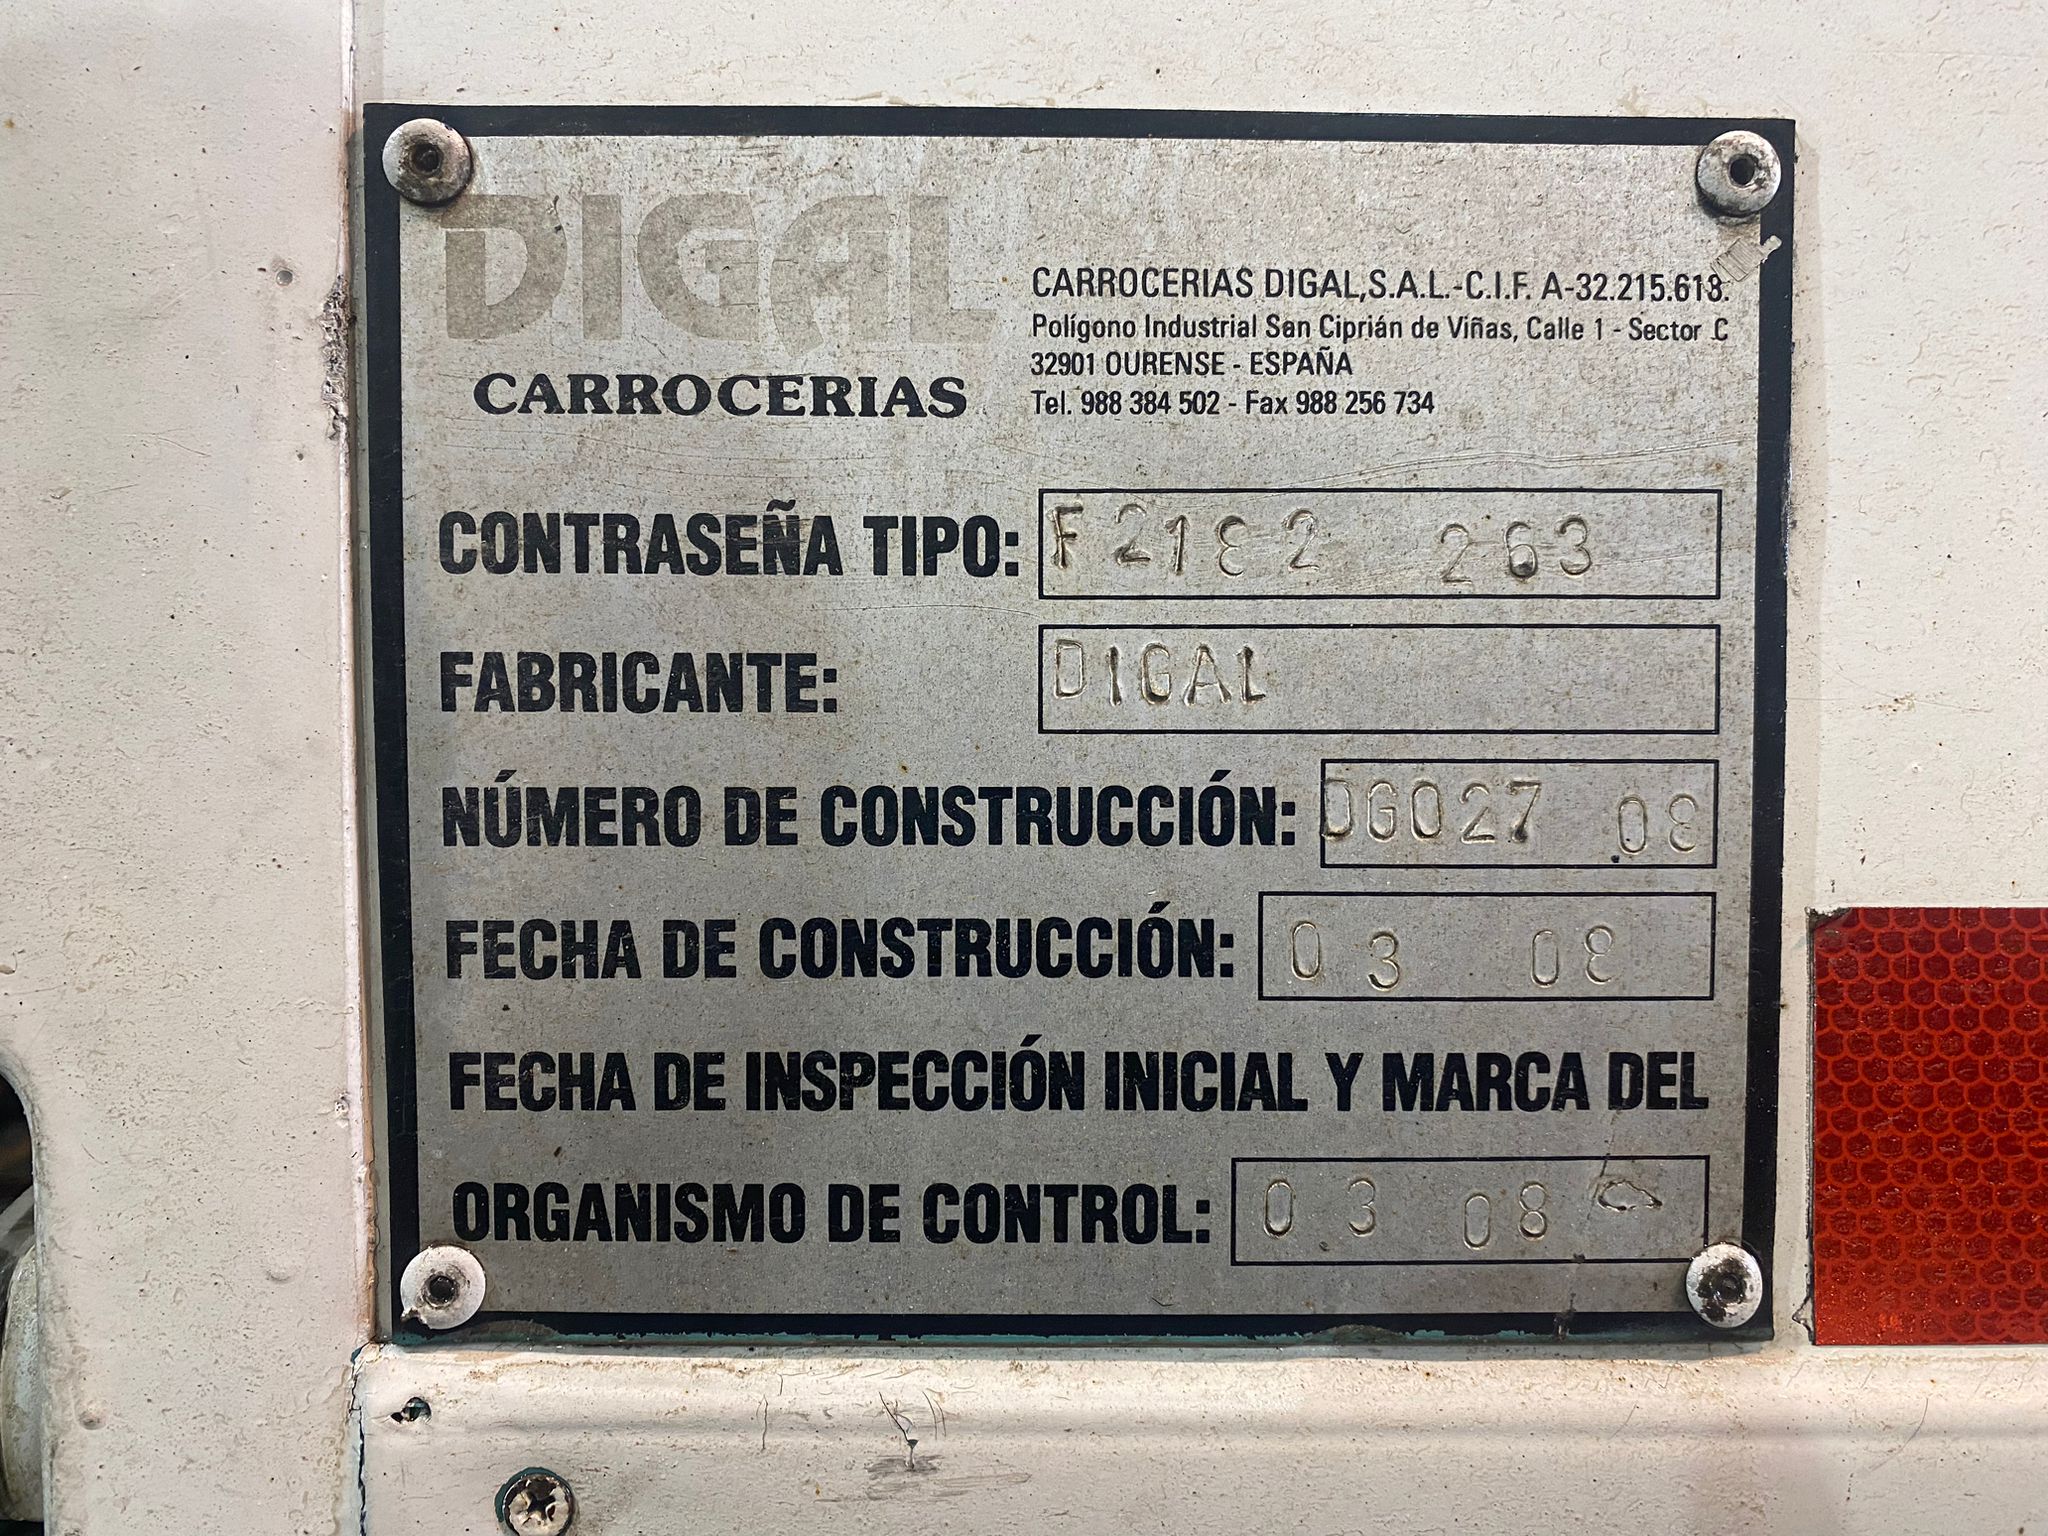 DIGAL
CARROCERIAS
CARROCERIAS DIGAL,S.A.L.-C.I.F. A-32.215.618.
Polígono Industrial San Ciprián de Viñas, Calle 1 - Sector C
32901 OURENSE - ESPAÑA
Tel. 988 384 502 - Fax 988 256 734
CONTRASEÑA TIPO: F2182 263
FABRICANTE: DIGAL
NÚMERO DE CONSTRUCCIÓN: DG027 08
FECHA DE CONSTRUCCIÓN: 03 08
FECHA DE INSPECCIÓN INICIAL Y MARCA DEL
ORGANISMO DE CONTROL: 03 08